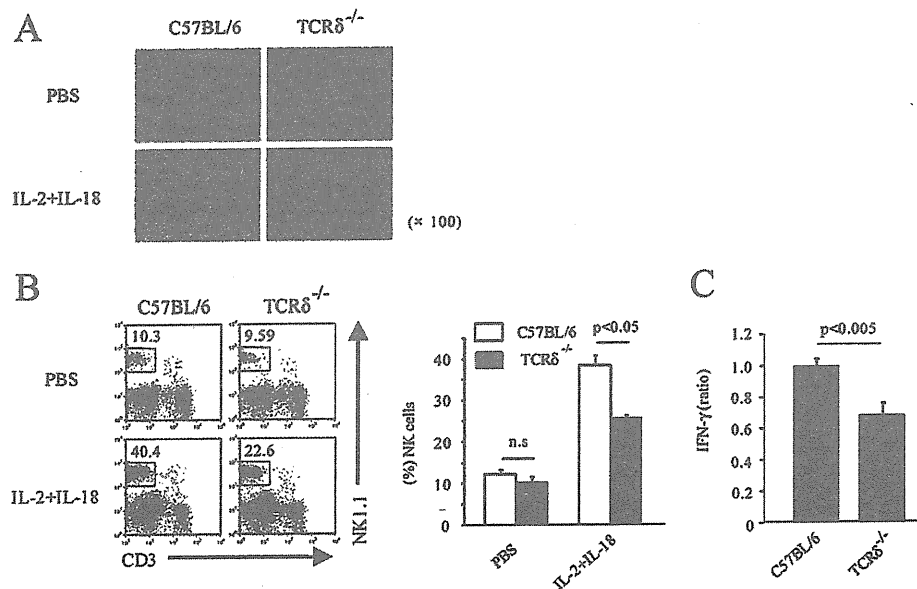 A
C57BL/6
TCRδ-/-
PBS
IL-2+IL-18
(× 100)
B
C57BL/6
TCRδ-/-
PBS
10.3
9.59
IL-2+IL-18
40.4
22.6
CD3
NK1.1
C57BL/6
TCRδ-/-
p<0.05
n.s
(%) NK cells
40
30
20
10
0
PBS
IL-2+IL-18
C
p<0.005
IFN-γ (ratio)
1.2
1.0
0.8
0.6
0.4
0.2
0
C57BL/6
TCRδ-/-